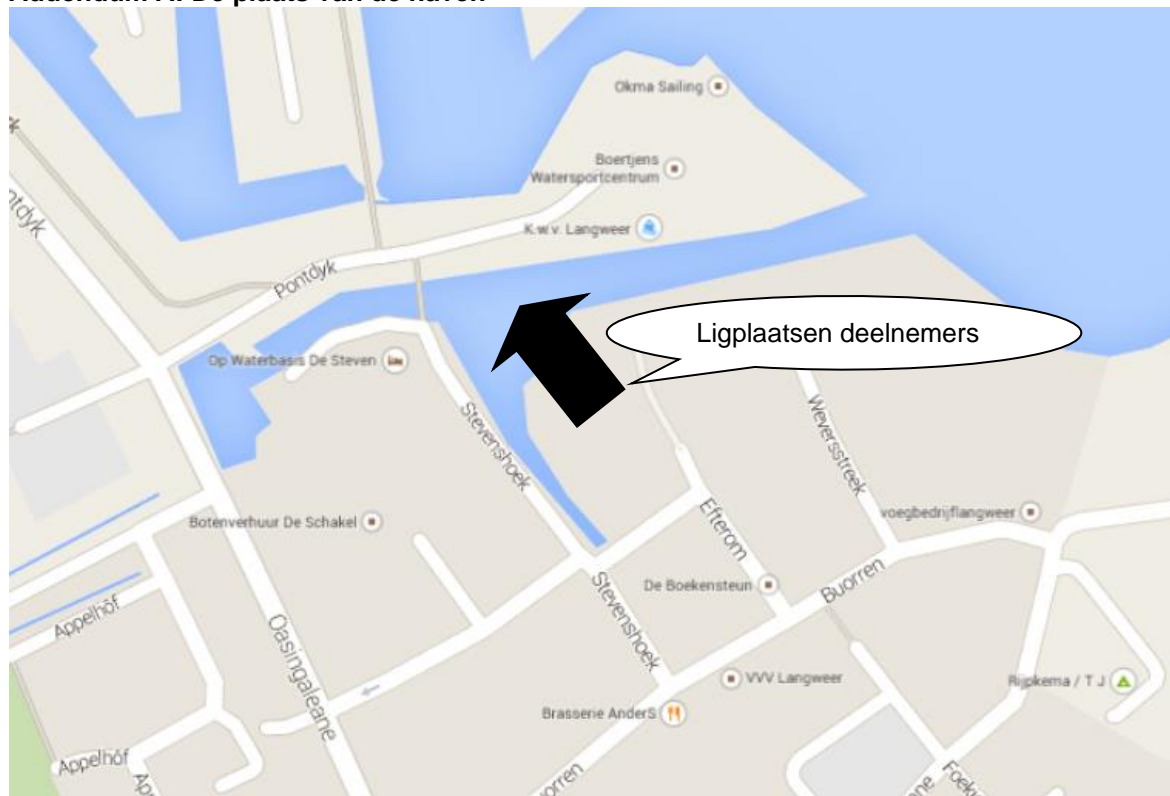 Okma Sailing
Boertjens
Watersportcentrum
K.w.v. Langweer
Pontdyk
Ligplaatsen deelnemers
Op Waterbasis De Steven
Stevenshoek
Weversstreek
Efterom
voegbedrijflangweer
Botenverhuur De Schakel
De Boekensteun
Buorren
Stevenshoek
Appelhôf
Oasingaleane
VVV Langweer
Rijpkema / T J
Brasserie AnderS
Appelhôf